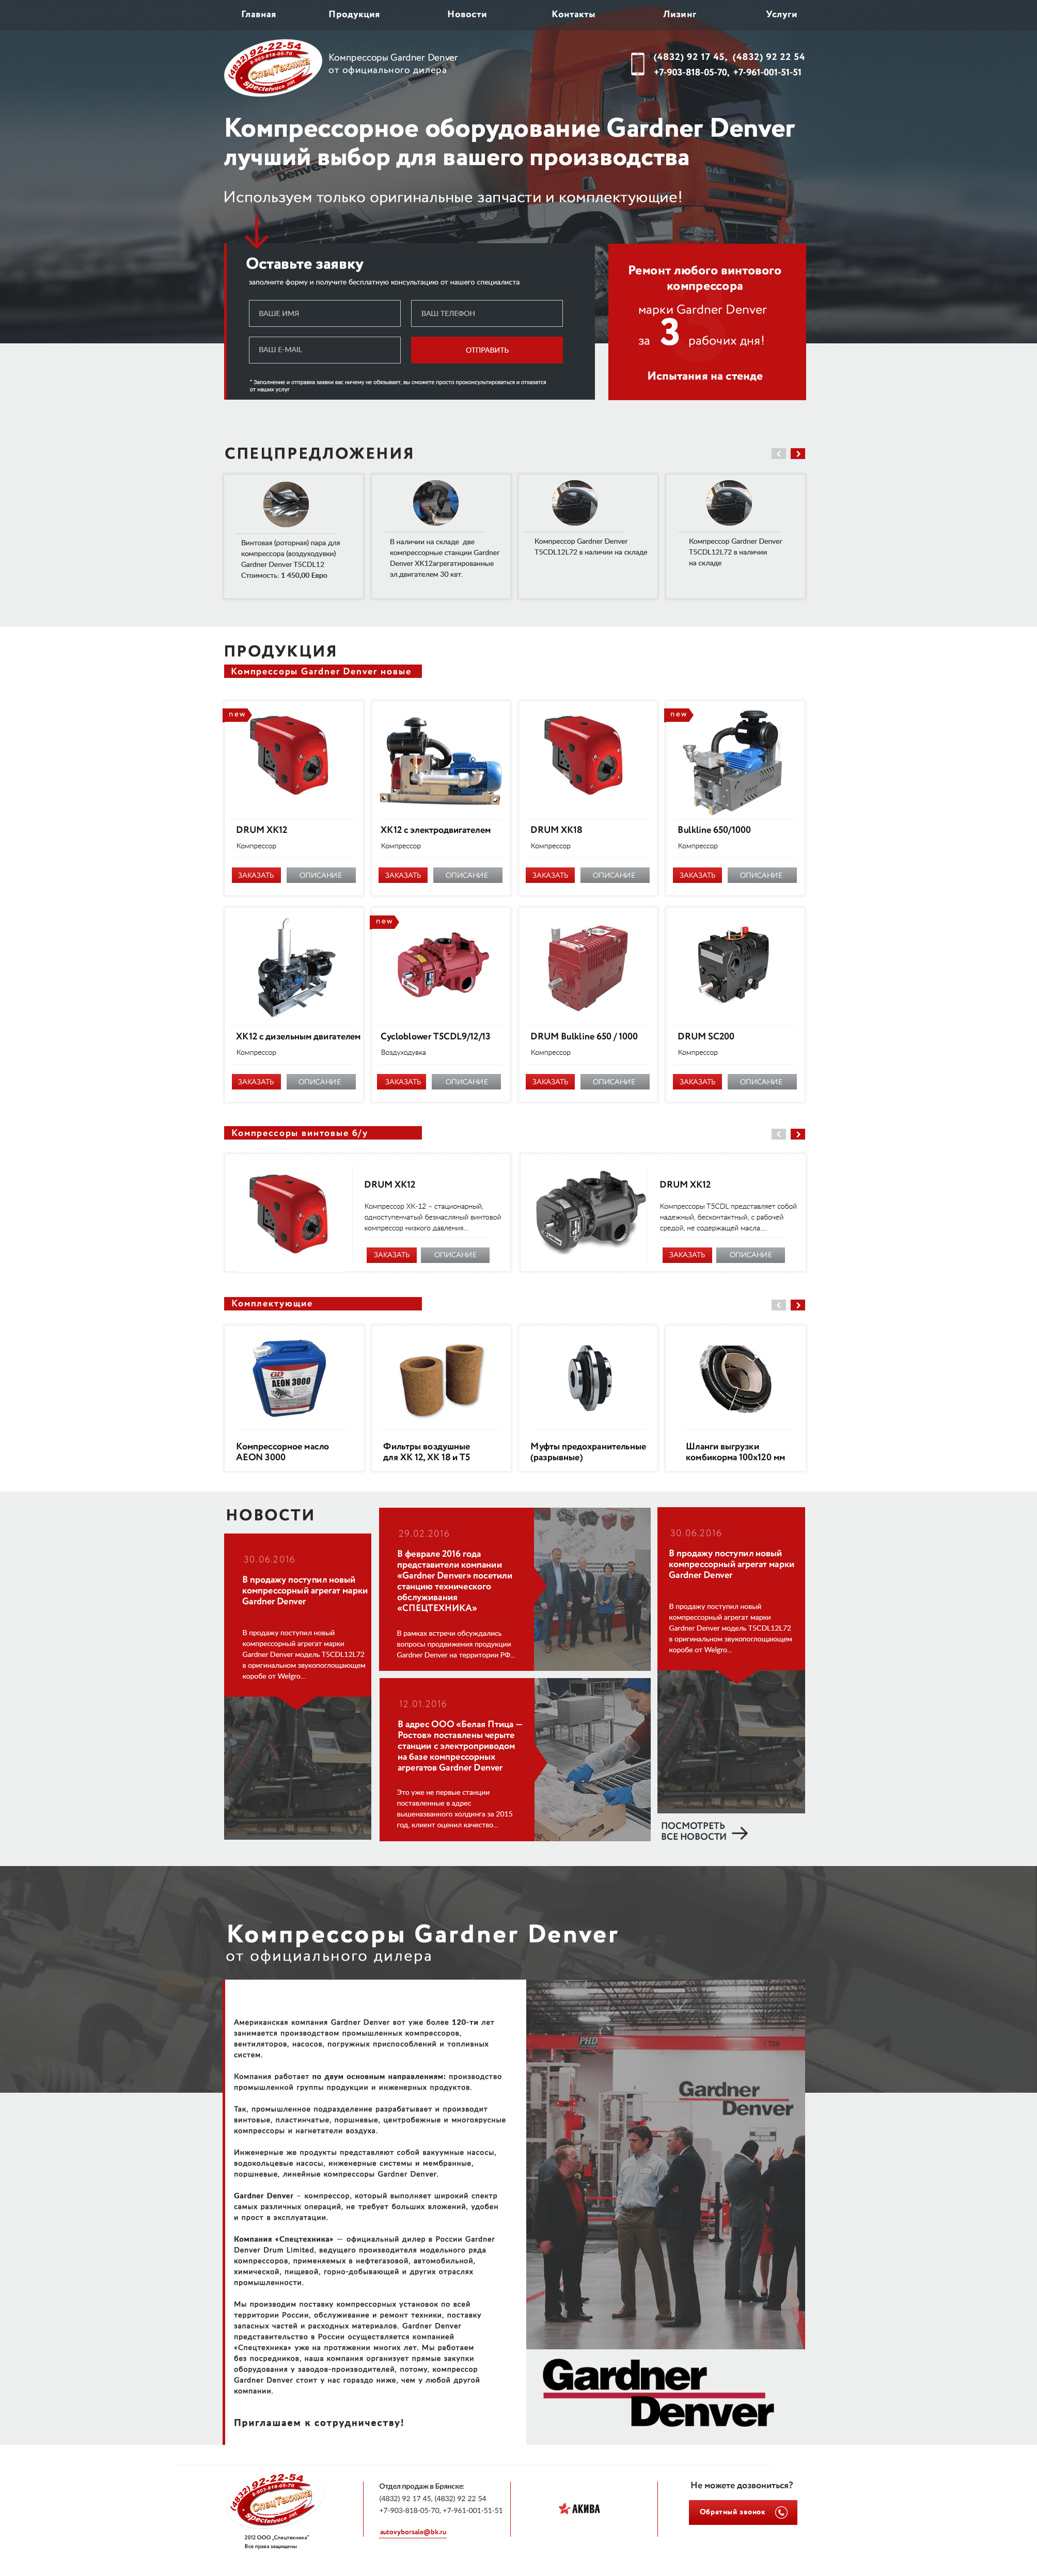 Главная Продукция Новости Контакты Лизинг Услуги
(4832) 92-22-54
8-903-818-05-70
СпецТехника
spectehnica.net
Компрессоры Gardner Denver
от официального дилера
(4832) 92 17 45, (4832) 92 22 54
+7-903-818-05-70, +7-961-001-51-51
Компрессорное оборудование Gardner Denver
лучший выбор для вашего производства
Используем только оригинальные запчасти и комплектующие!
Оставьте заявку
заполните форму и получите бесплатную консультацию от нашего специалиста
ВАШЕ ИМЯ
ВАШ ТЕЛЕФОН
ВАШ E-MAIL
ОТПРАВИТЬ
* Заполнение и отправка заявки вас ничему не обязывает, вы сможете просто проконсультироваться и отказатся
от наших услуг
Ремонт любого винтового
компрессора
марки Gardner Denver
за 3 рабочих дня!
Испытания на стенде
СПЕЦПРЕДЛОЖЕНИЯ
Винтовая (роторная) пара для
компрессора (воздуходувки)
Gardner Denver T5CDL12
Стоимость: 1 450,00 Евро
В наличии на складе две
компрессорные станции Gardner
Denver ХК12агрегатированные
эл.двигателем 30 квт.
Компрессор Gardner Denver
T5CDL12L72 в наличии на складе
Компрессор Gardner Denver
T5CDL12L72 в наличии
на складе
ПРОДУКЦИЯ
Компрессоры Gardner Denver новые
new
DRUM XK12
Компрессор
ЗАКАЗАТЬ ОПИСАНИЕ
ХК12 с электродвигателем
Компрессор
ЗАКАЗАТЬ ОПИСАНИЕ
DRUM XK18
Компрессор
ЗАКАЗАТЬ ОПИСАНИЕ
new
Bulkline 650/1000
Компрессор
ЗАКАЗАТЬ ОПИСАНИЕ
ХК12 с дизельным двигателем
Компрессор
ЗАКАЗАТЬ ОПИСАНИЕ
new
Cycloblower T5CDL9/12/13
Воздуходувка
ЗАКАЗАТЬ ОПИСАНИЕ
DRUM Bulkline 650 / 1000
Компрессор
ЗАКАЗАТЬ ОПИСАНИЕ
DRUM SC200
Компрессор
ЗАКАЗАТЬ ОПИСАНИЕ
Компрессоры винтовые б/у
DRUM XK12
Компрессор ХК-12 – стационарный,
одноступенчатый безмасляный винтовой
компрессор низкого давления...
ЗАКАЗАТЬ ОПИСАНИЕ
DRUM XK12
Компрессоры T5CDL представляет собой
надежный, бесконтактный, с рабочей
средой, не содержащей масла....
ЗАКАЗАТЬ ОПИСАНИЕ
Комплектующие
GD
AEON 3000
Компрессорное масло
AEON 3000
Фильтры воздушные
для ХК 12, ХК 18 и Т5
Муфты предохранительные
(разрывные)
Шланги выгрузки
комбикорма 100х120 мм
НОВОСТИ
30.06.2016
В продажу поступил новый
компрессорный агрегат марки
Gardner Denver
В продажу поступил новый
компрессорный агрегат марки
Gardner Denver модель T5CDL12L72
в оригинальном звукопоглощающем
коробе от Welgro...
29.02.2016
В феврале 2016 года
представители компании
«Gardner Denver» посетили
станцию технического
обслуживания
«СПЕЦТЕХНИКА»
В рамках встречи обсуждались
вопросы продвижения продукции
Gardner Denver на территории РФ...
12.01.2016
В адрес ООО «Белая Птица —
Ростов» поставлены черыте
станции с электроприводом
на базе компрессорных
агрегатов Gardner Denver
Это уже не первые станции
поставленные в адрес
вышеназванного холдинга за 2015
год, клиент оценил качество...
30.06.2016
В продажу поступил новый
компрессорный агрегат марки
Gardner Denver
В продажу поступил новый
компрессорный агрегат марки
Gardner Denver модель T5CDL12L72
в оригинальном звукопоглощающем
коробе от Welgro...
ПОСМОТРЕТЬ
ВСЕ НОВОСТИ
Компрессоры Gardner Denver
от официального дилера
Американская компания Gardner Denver вот уже более 120-ти лет
занимается производством промышленных компрессоров,
вентиляторов, насосов, погружных приспособлений и топливных
систем.
Компания работает по двум основным направлениям: производство
промышленной группы продукции и инженерных продуктов.
Так, промышленное подразделение разрабатывает и производит
винтовые, пластинчатые, поршневые, центробежные и многоярусные
компрессоры и нагнетатели воздуха.
Инженерные же продукты представляют собой вакуумные насосы,
водокольцевые насосы, инженерные системы и мембранные,
поршневые, линейные компрессоры Gardner Denver.
Gardner Denver – компрессор, который выполняет широкий спектр
самых различных операций, не требует больших вложений, удобен
и прост в эксплуатации.
Компания «Спецтехника» — официальный дилер в России Gardner
Denver Drum Limited, ведущего производителя модельного ряда
компрессоров, применяемых в нефтегазовой, автомобильной,
химической, пищевой, горно-добывающей и других отраслях
промышленности.
Мы производим поставку компрессорных установок по всей
территории России, обслуживание и ремонт техники, поставку
запасных частей и расходных материалов. Gardner Denver
представительство в России осуществляется компанией
«Спецтехника» уже на протяжении многих лет. Мы работаем
без посредников, наша компания организует прямые закупки
оборудования у заводов-производителей, потому, компрессор
Gardner Denver стоит у нас гораздо ниже, чем у любой другой
компании.
Приглашаем к сотрудничеству!
PHD
Gardner
Denver
Gardner
Denver
(4832) 92-22-54
8-903-818-05-70
СпецТехника
spectehnica.net
2012 ООО „Спецтехника"
Все права защищены
Отдел продаж в Брянске:
(4832) 92 17 45, (4832) 92 22 54
+7-903-818-05-70, +7-961-001-51-51
autovyborsale@bk.ru
АКИВА
Не можете дозвониться?
Обратный звонок